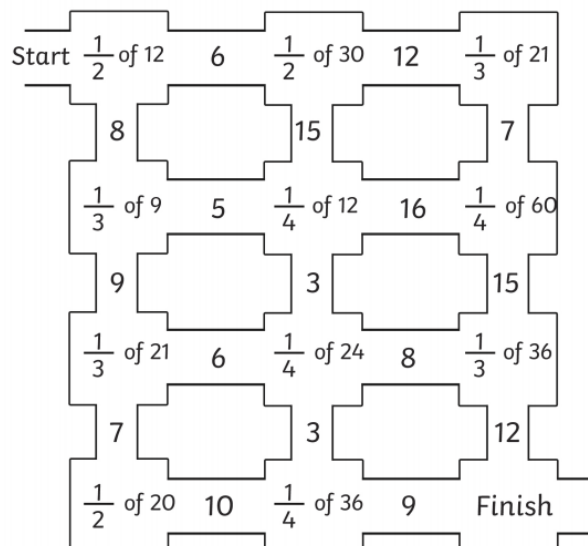 Start 1/2 of 12 6 1/2 of 30 12 1/3 of 21
8 15 7
1/3 of 9 5 1/4 of 12 16 1/4 of 60
9 3 15
1/3 of 21 6 1/4 of 24 8 1/3 of 36
7 3 12
1/2 of 20 10 1/4 of 36 9 Finish